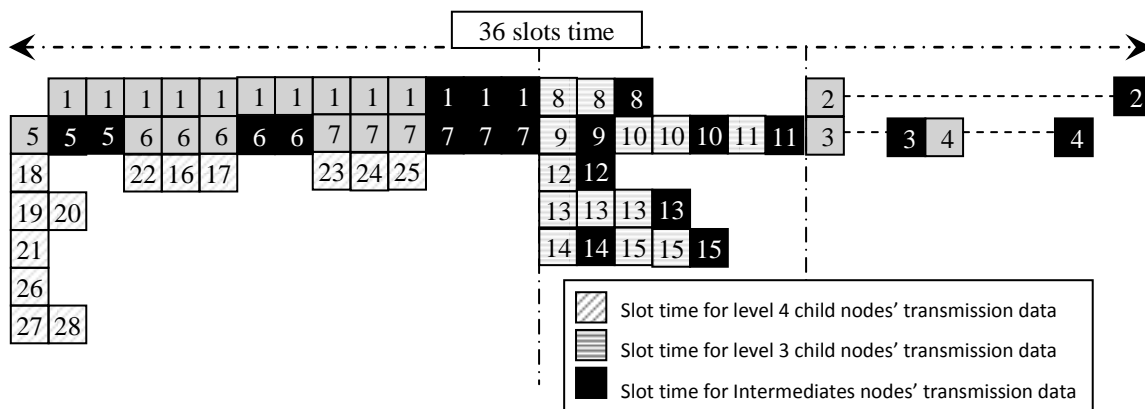 36 slots time
1 1 1 1 1 1 1 1 1 1 1 1 1 8 8 8 2 2
5 5 5 6 6 6 6 6 7 7 7 7 7 7 9 9 10 10 10 11 11 3 3 4 4
18 22 16 17 23 24 25 12 12
19 20 13 13 13 13
21 14 14 15 15 15
26
27 28
Slot time for level 4 child nodes' transmission data
Slot time for level 3 child nodes' transmission data
Slot time for Intermediates nodes' transmission data